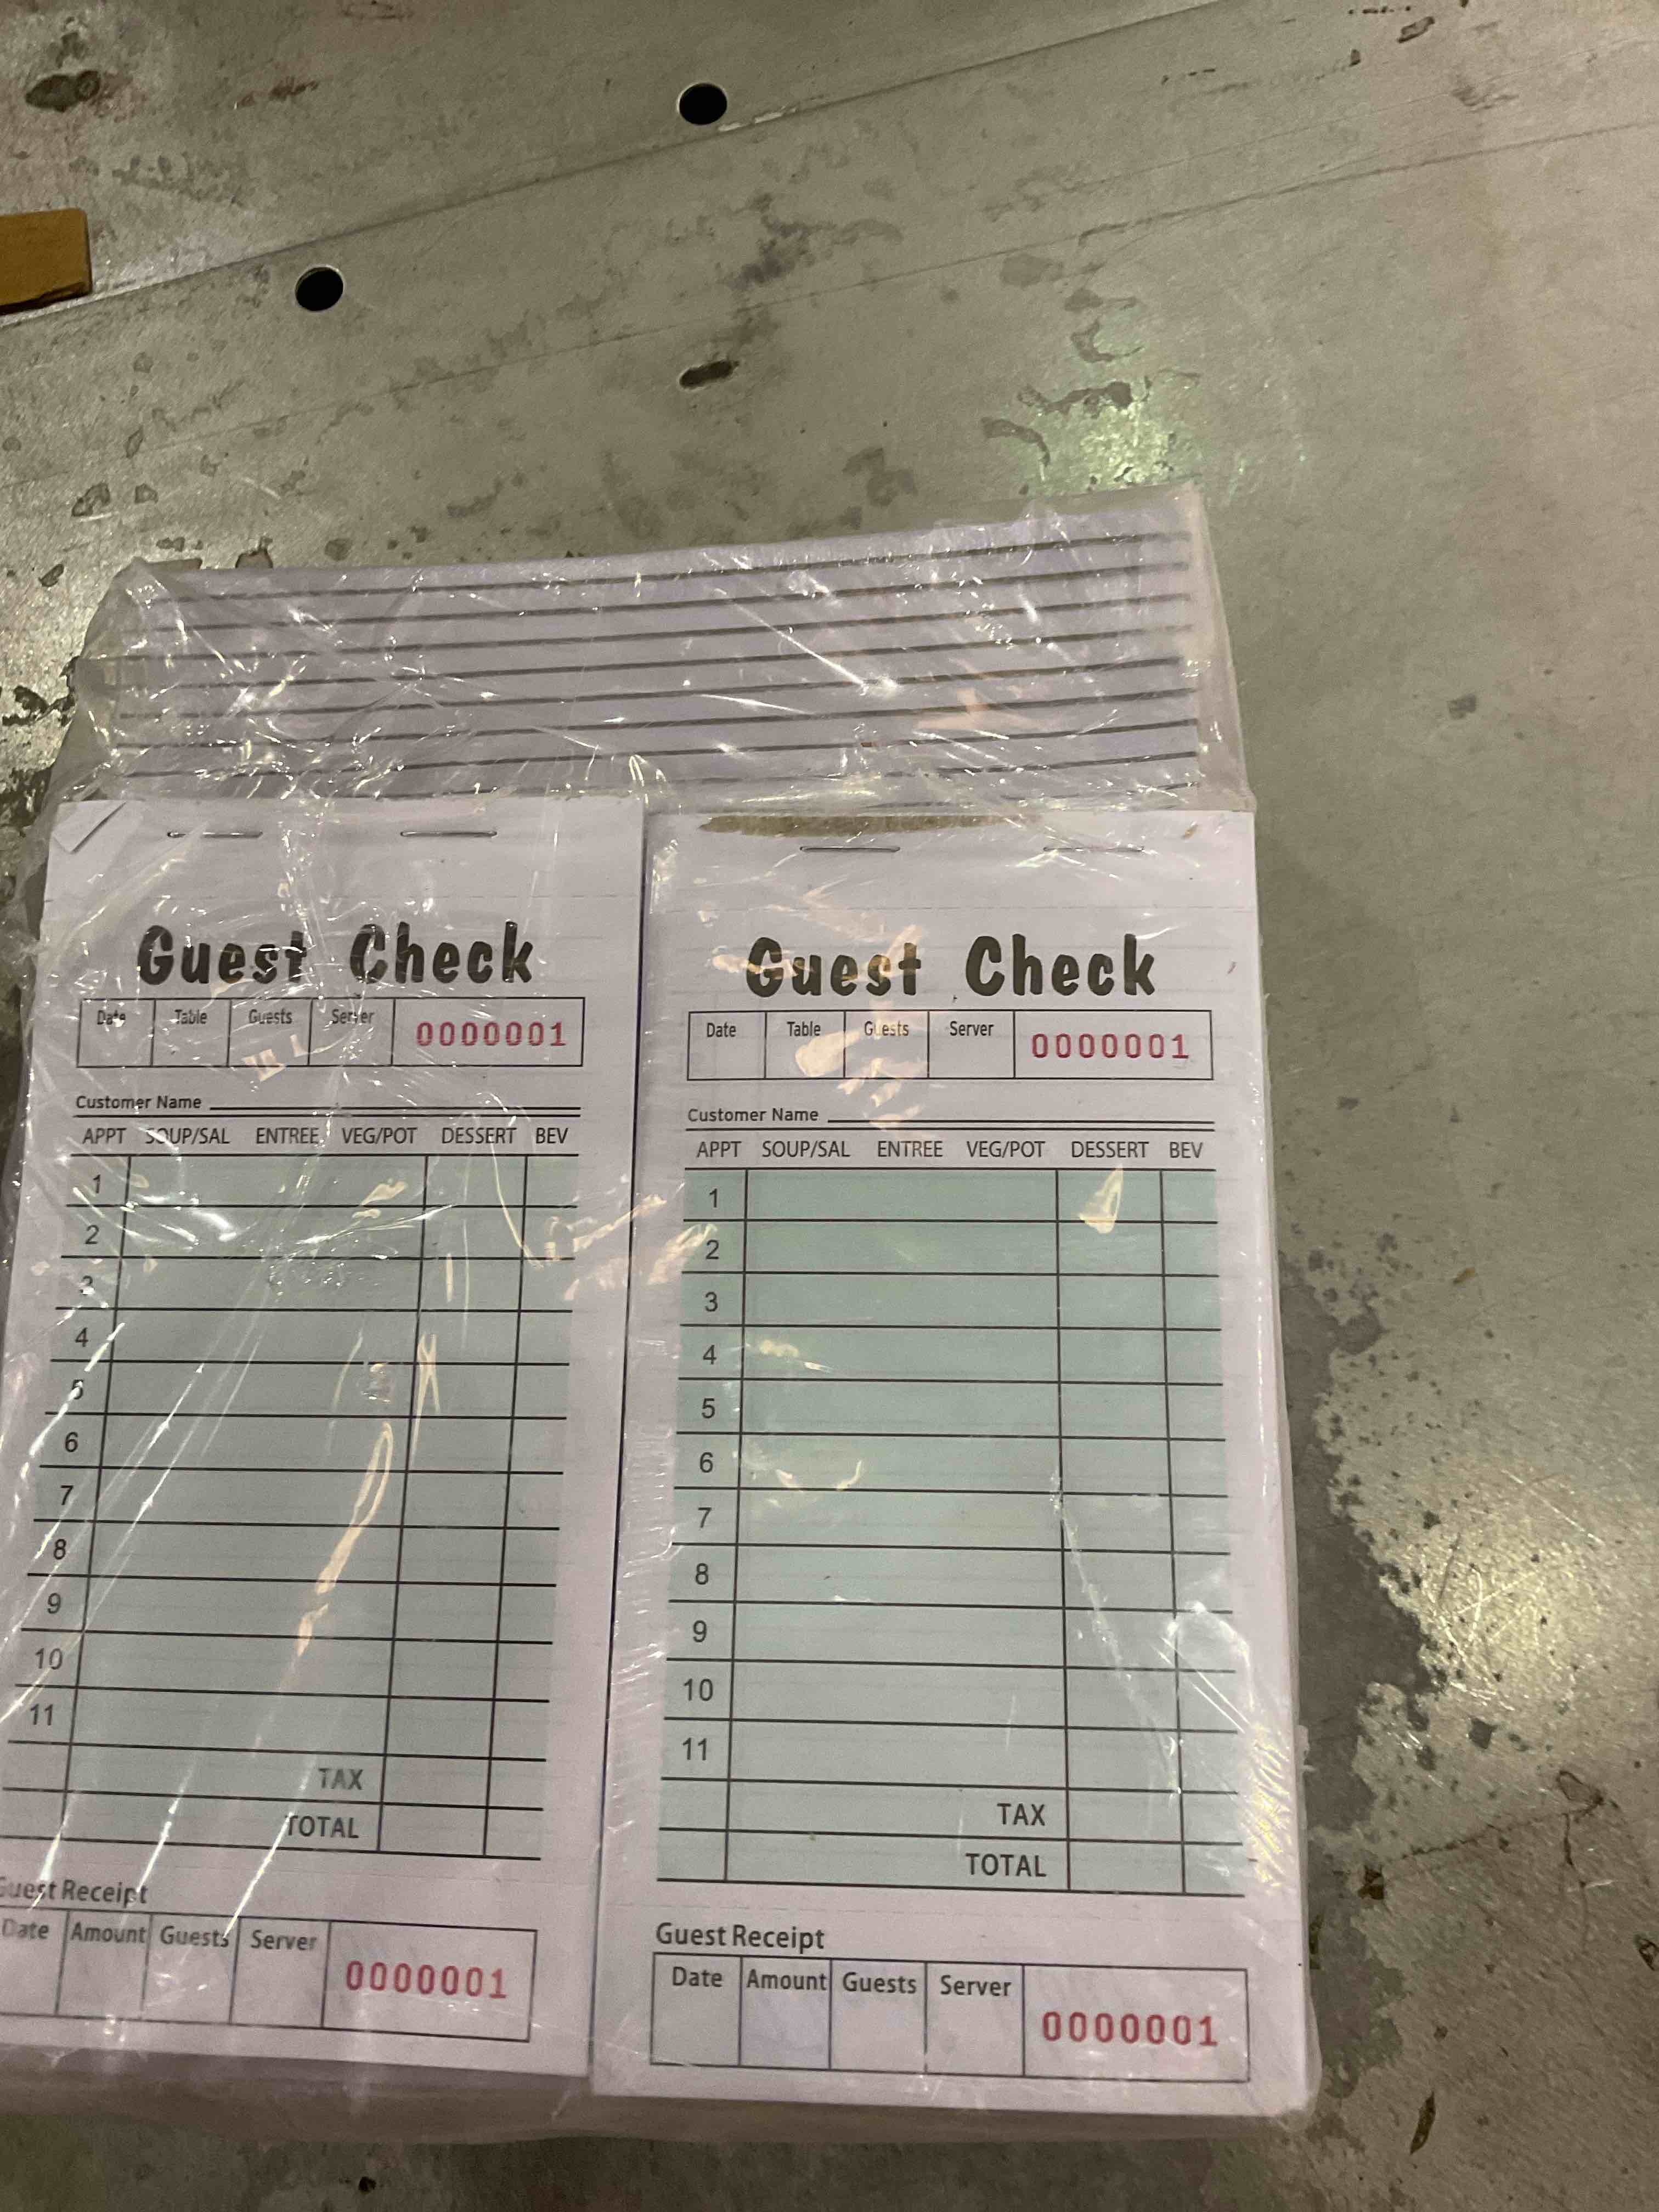 Guest Check
Date Table Guests Server 0000001
Customer Name
APPT SOUP/SAL ENTREE VEG/POT DESSERT BEV
1
2
3
4
5
6
7
8
9
10
11
TAX
TOTAL
Guest Receipt
Date Amount Guests Server 0000001
Guest Check
Date Table Guests Server 0000001
Customer Name
APPT SOUP/SAL ENTREE VEG/POT DESSERT BEV
1
2
3
4
5
6
7
8
9
10
11
TAX
TOTAL
Guest Receipt
Date Amount Guests Server 0000001